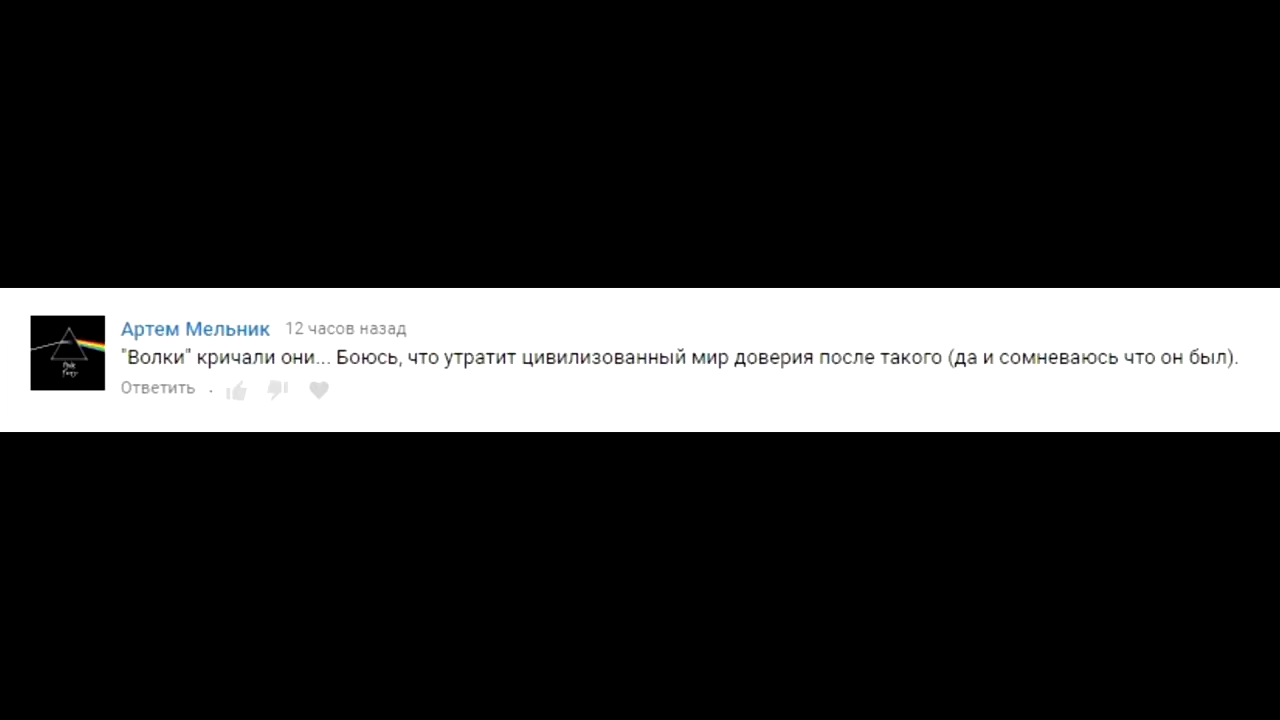 Артем Мельник 12 часов назад
"Волки" кричали они... Боюсь, что утратит цивилизованный мир доверия после такого (да и сомневаюсь что он был).
Ответить .